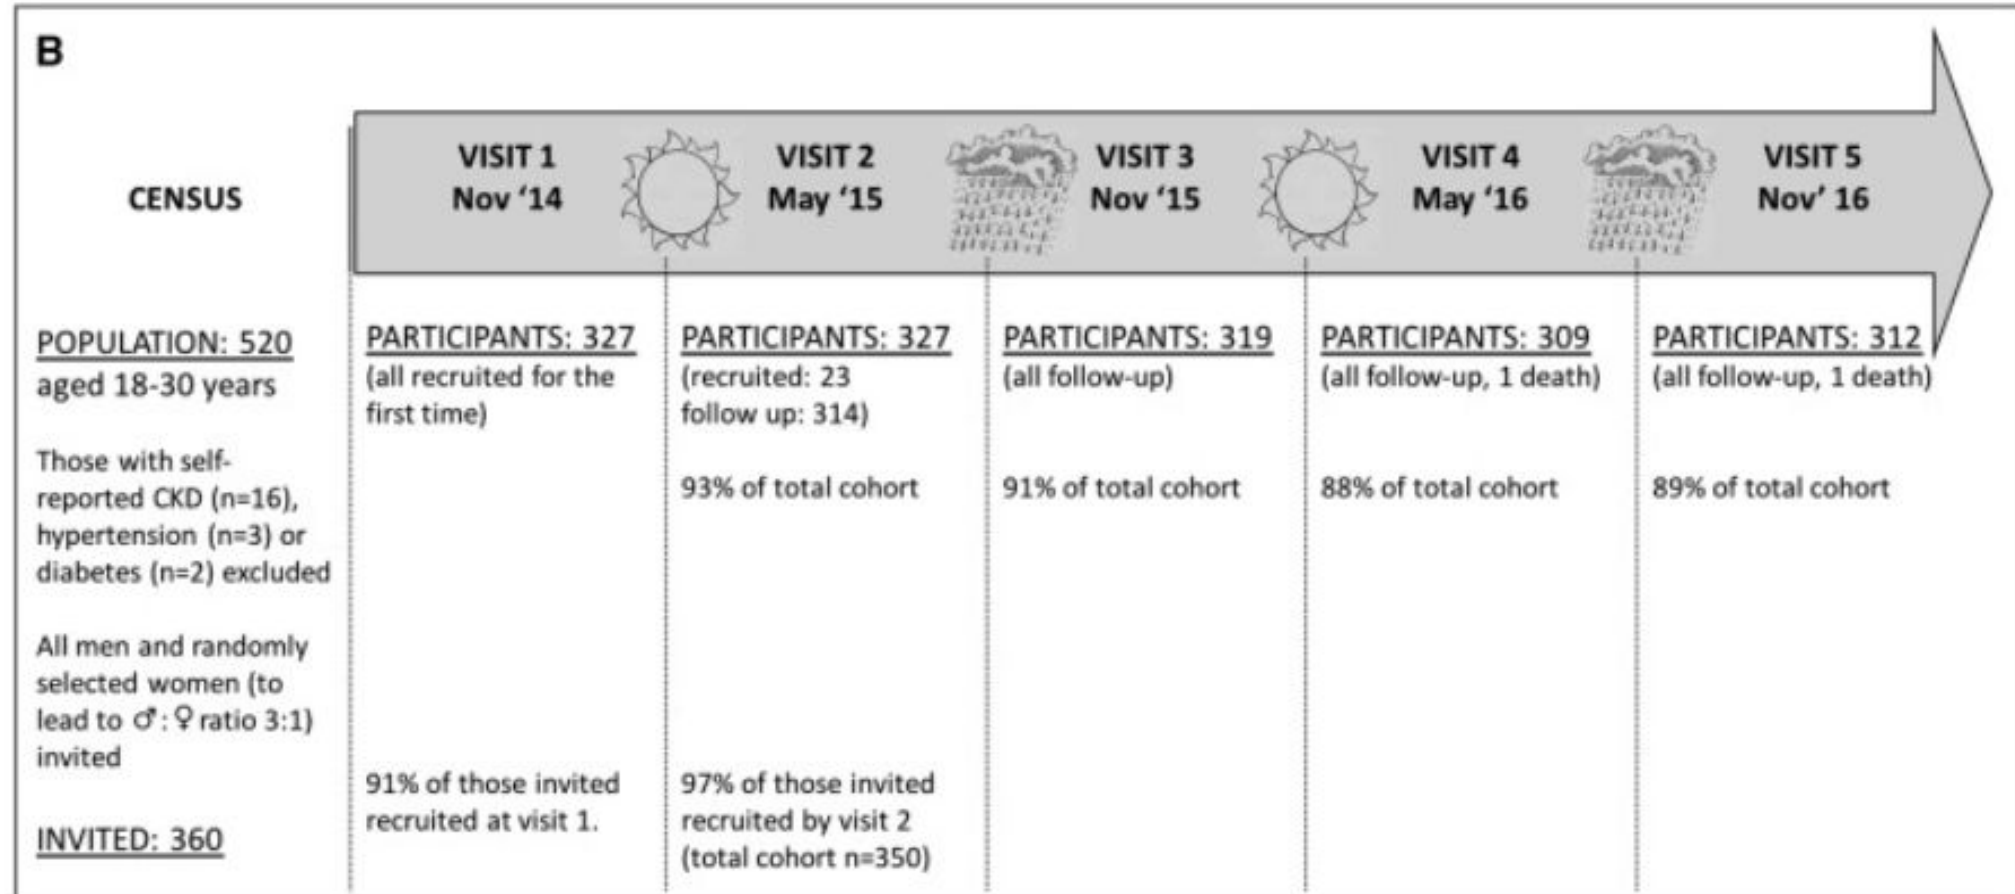 B
CENSUS
VISIT 1
Nov ‘14
VISIT 2
May ‘15
VISIT 3
Nov ‘15
VISIT 4
May ‘16
VISIT 5
Nov’ 16
POPULATION: 520
aged 18-30 years
Those with self-
reported CKD (n=16),
hypertension (n=3) or
diabetes (n=2) excluded
All men and randomly
selected women (to
lead to ♂:♀ ratio 3:1)
invited
INVITED: 360
PARTICIPANTS: 327
(all recruited for the
first time)
91% of those invited
recruited at visit 1.
PARTICIPANTS: 327
(recruited: 23
follow up: 314)
93% of total cohort
97% of those invited
recruited by visit 2
(total cohort n=350)
PARTICIPANTS: 319
(all follow-up)
91% of total cohort
PARTICIPANTS: 309
(all follow-up, 1 death)
88% of total cohort
PARTICIPANTS: 312
(all follow-up, 1 death)
89% of total cohort